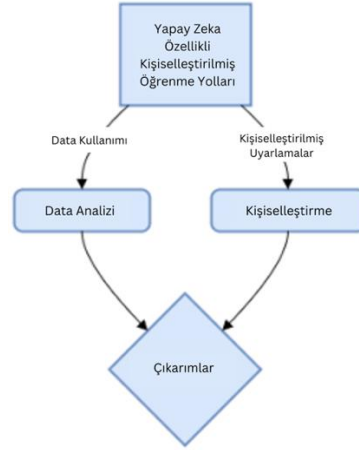 Yapay Zeka
Özellikli
Kişiselleştirilmiş
Öğrenme Yolları
Data Kullanımı
Kişiselleştirilmiş
Uyarlamalar
Data Analizi
Kişiselleştirme
Çıkarımlar